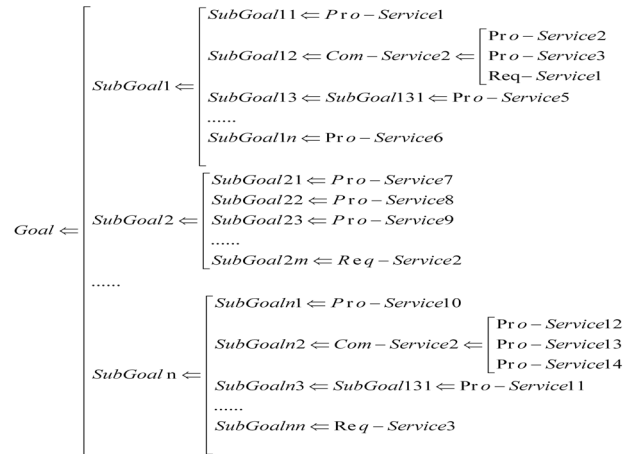 SubGoal11 ⇐ Pro-Service1
Pro-Service2
SubGoal12 ⇐ Com-Service2 ⇐ Pro-Service3
Req-Service1
SubGoal1 ⇐
SubGoal13 ⇐ SubGoal131 ⇐ Pro-Service5
......
SubGoal1n ⇐ Pro-Service6
SubGoal21 ⇐ Pro-Service7
SubGoal22 ⇐ Pro-Service8
Goal ⇐ SubGoal2 ⇐ SubGoal23 ⇐ Pro-Service9
......
SubGoal2m ⇐ Req-Service2
......
SubGoaln1 ⇐ Pro-Service10
Pro-Service12
SubGoaln2 ⇐ Com-Service2 ⇐ Pro-Service13
Pro-Service14
SubGoal n ⇐
SubGoaln3 ⇐ SubGoal131 ⇐ Pro-Service11
......
SubGoalnn ⇐ Req-Service3